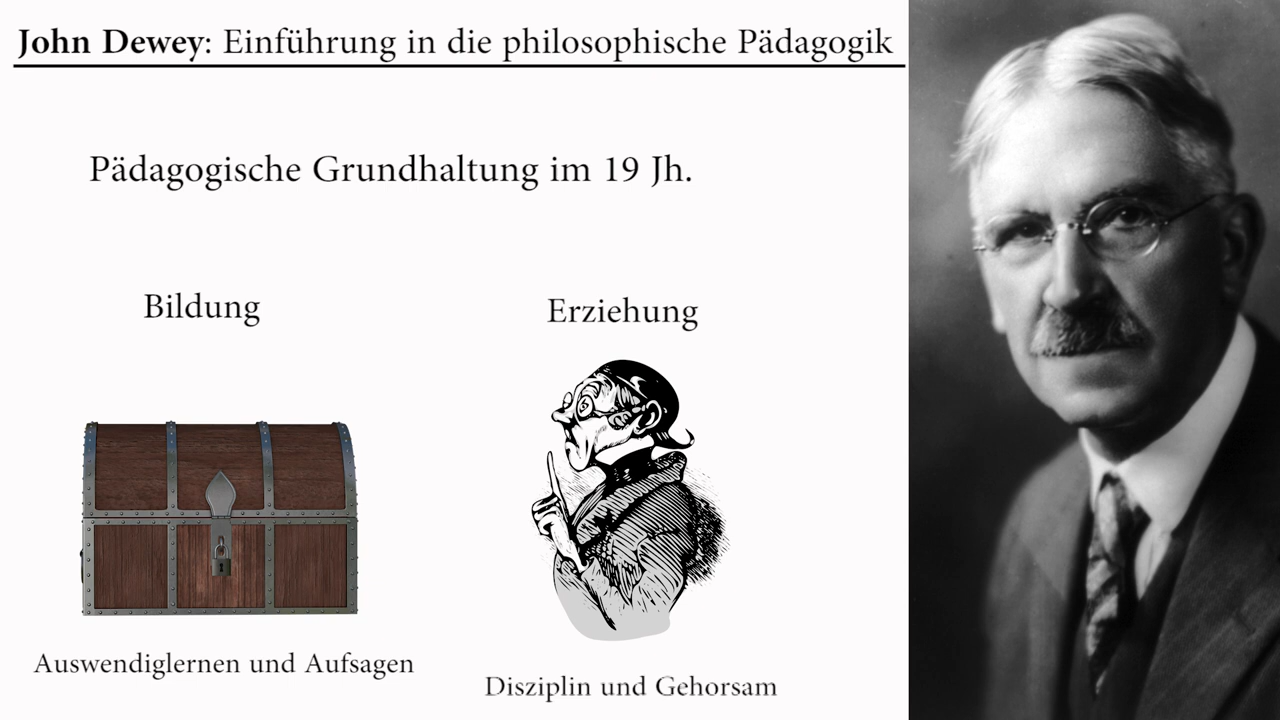 John Dewey: Einführung in die philosophische Pädagogik
Pädagogische Grundhaltung im 19 Jh.
Bildung
Erziehung
Auswendiglernen und Aufsagen
Disziplin und Gehorsam